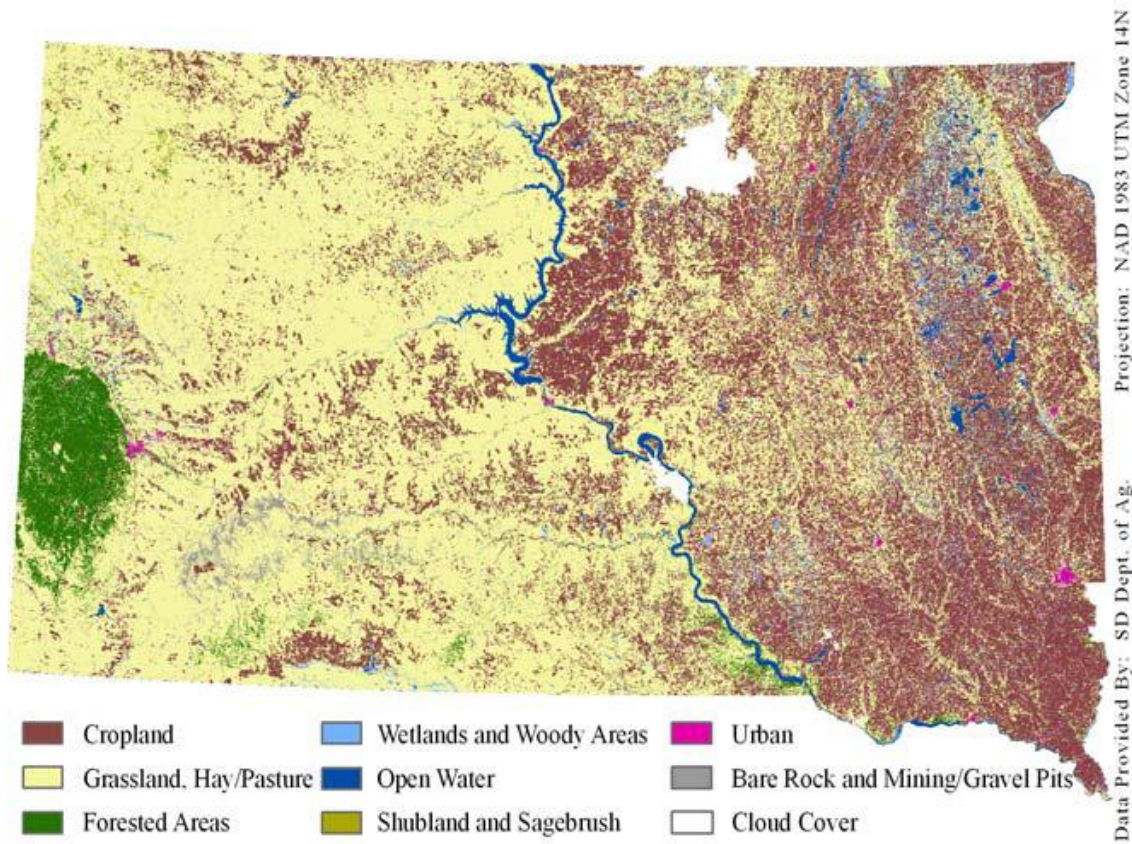 Cropland
Grassland, Hay/Pasture
Forested Areas
Wetlands and Woody Areas
Open Water
Shubland and Sagebrush
Urban
Bare Rock and Mining/Gravel Pits
Cloud Cover
Data Provided By: SD Dept. of Ag. Projection: NAD 1983 UTM Zone 14N